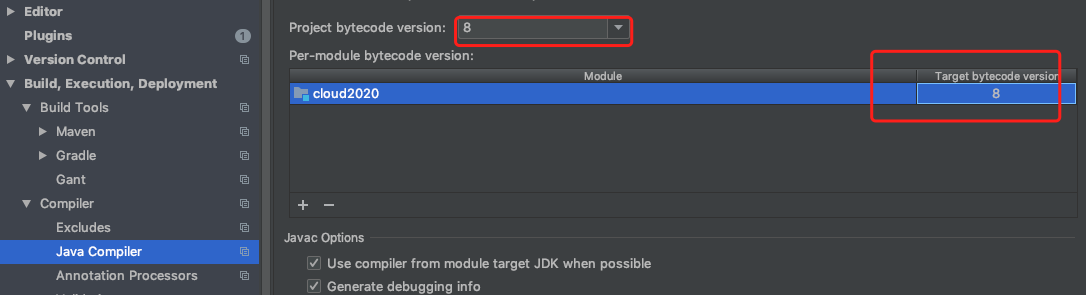 Editor
Plugins
1
Version Control
Build, Execution, Deployment
Build Tools
Maven
Gradle
Gant
Compiler
Excludes
Java Compiler
Annotation Processors
Project bytecode version: 8
Per-module bytecode version:
Module
Target bytecode version
cloud2020
8
Javac Options
Use compiler from module target JDK when possible
Generate debugging info